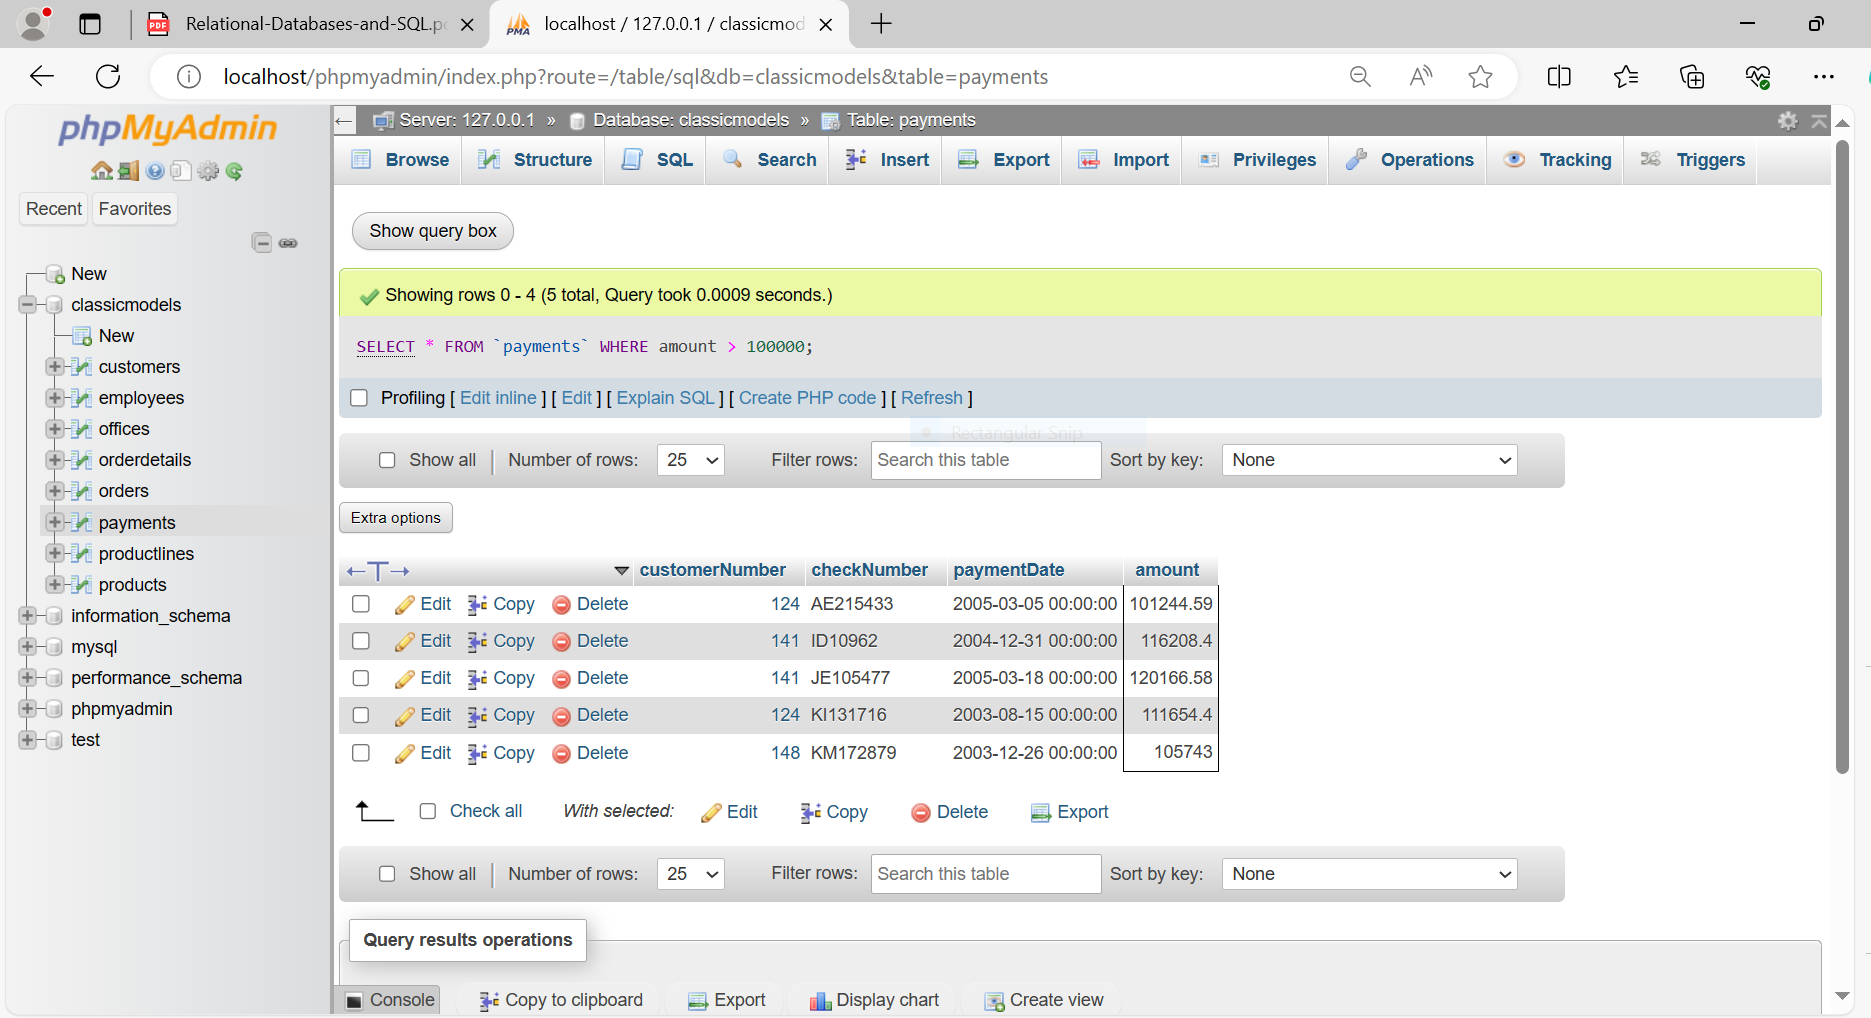 Relational-Databases-and-SQL.p
localhost / 127.0.0.1 / classicmod
localhost/phpmyadmin/index.php?route=/table/sql&db=classicmodels&table=payments
phpMyAdmin
Recent Favorites
New
classicmodels
New
customers
employees
offices
orderdetails
orders
payments
productlines
products
information_schema
mysql
performance_schema
phpmyadmin
test
Server: 127.0.0.1 » Database: classicmodels » Table: payments
Browse Structure SQL Search Insert Export Import Privileges Operations Tracking Triggers
Show query box
Showing rows 0 - 4 (5 total, Query took 0.0009 seconds.)
SELECT * FROM `payments` WHERE amount > 100000;
Profiling [ Edit inline ] [ Edit ] [ Explain SQL ] [ Create PHP code ] [ Refresh ]
Rectangular Snip
Show all | Number of rows: 25 Filter rows: Search this table Sort by key: None
Extra options
customerNumber checkNumber paymentDate amount
Edit Copy Delete 124 AE215433 2005-03-05 00:00:00 101244.59
Edit Copy Delete 141 ID10962 2004-12-31 00:00:00 116208.4
Edit Copy Delete 141 JE105477 2005-03-18 00:00:00 120166.58
Edit Copy Delete 124 KI131716 2003-08-15 00:00:00 111654.4
Edit Copy Delete 148 KM172879 2003-12-26 00:00:00 105743
Check all With selected: Edit Copy Delete Export
Show all | Number of rows: 25 Filter rows: Search this table Sort by key: None
Query results operations
Console Copy to clipboard Export Display chart Create view